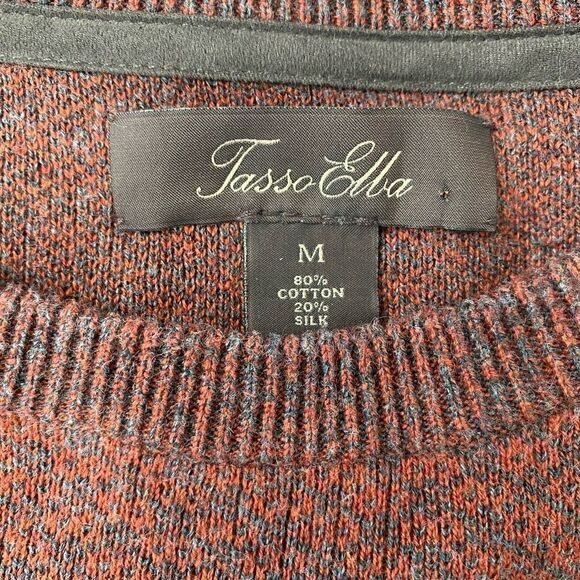 Tasso Elba
M
80%
COTTON
20%
SILK